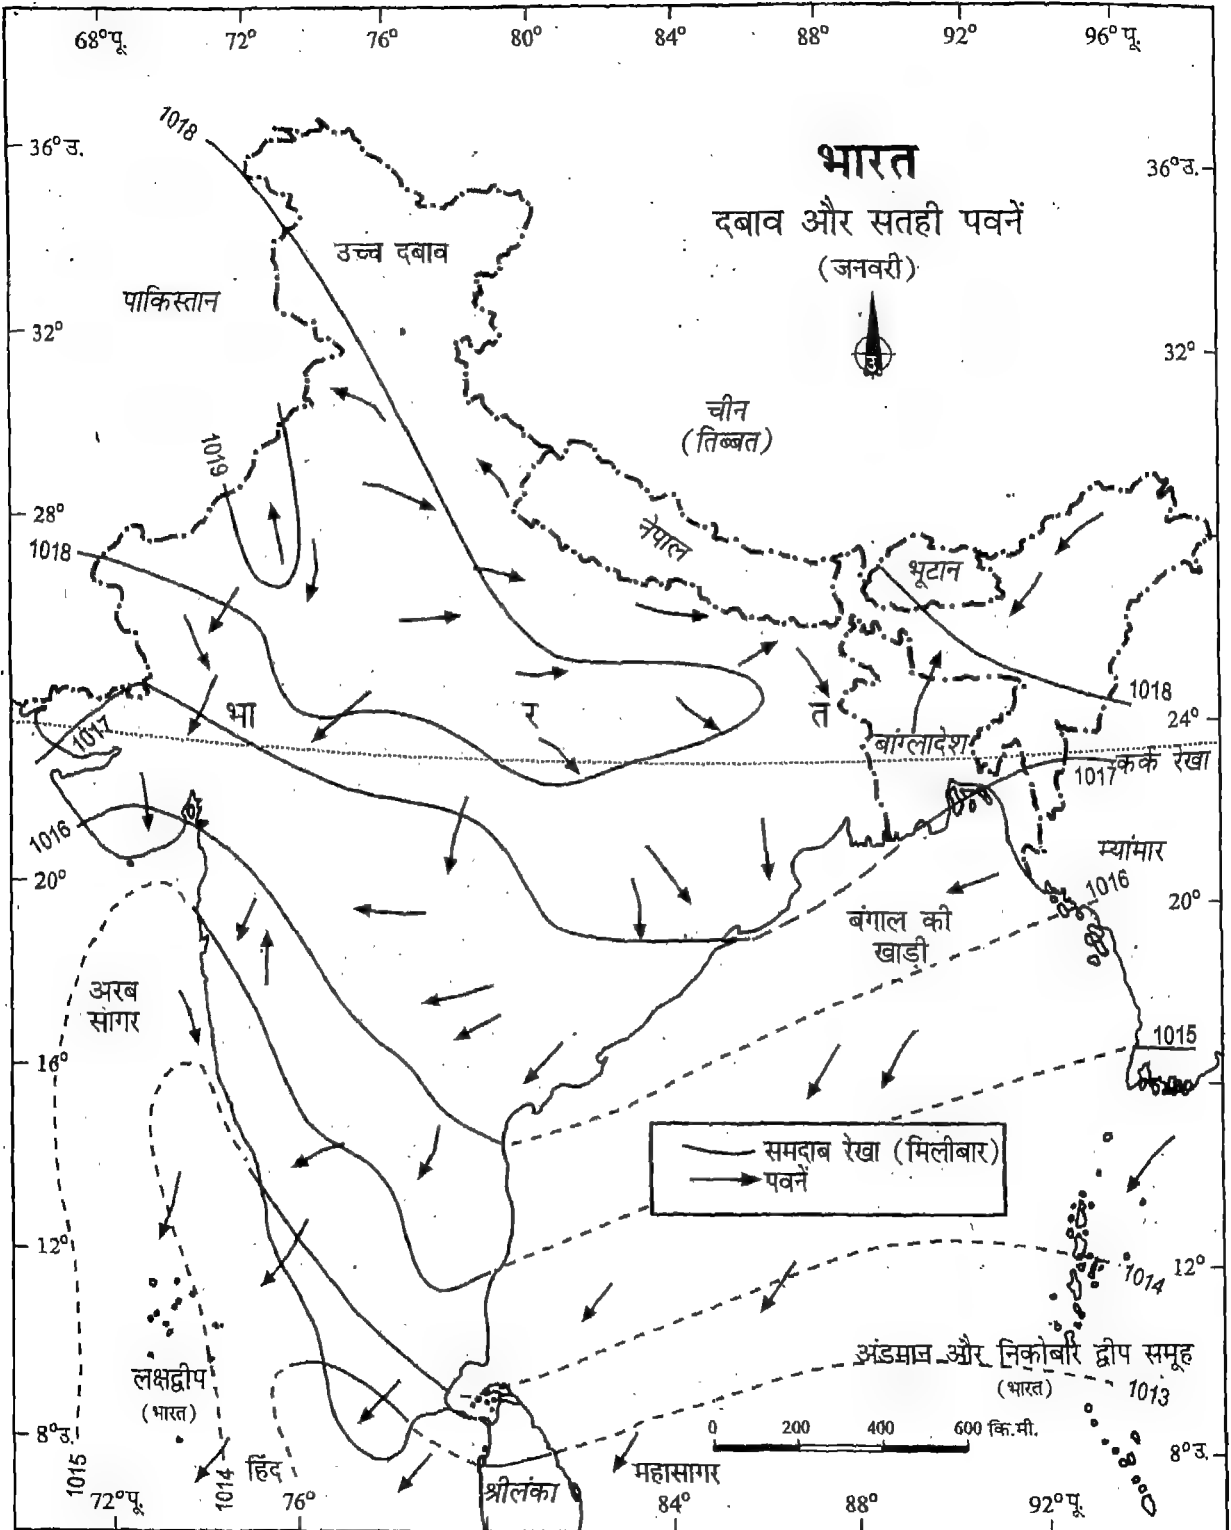 68°पू. 72° 76° 80° 84° 88° 92° 96°पू.
1018
36°उ.
भारत
36°उ.
दबाव और सतही पवनें
उच्च दबाव
(जनवरी)
पाकिस्तान
32°
उ
32°
चीन
(तिब्बत)
1019
28°
नेपाल
1018
भूटान
1018
भा र त
24°
1017
बांग्लादेश
कर्क रेखा
1017
1016
म्यांमार
20°
1016
20°
बंगाल की
खाड़ी
अरब
सागर
1015
16°
समदाब रेखा (मिलीबार)
पवनें
12°
12°
1014
अंडमान और निकोबार द्वीप समूह
(भारत)
1013
लक्षद्वीप
(भारत)
0 200 400 600 कि.मी.
8°उ.
8°उ.
1015
1014
हिंद
महासागर
श्रीलंका
72°पू. 76° 84° 88° 92°पू.